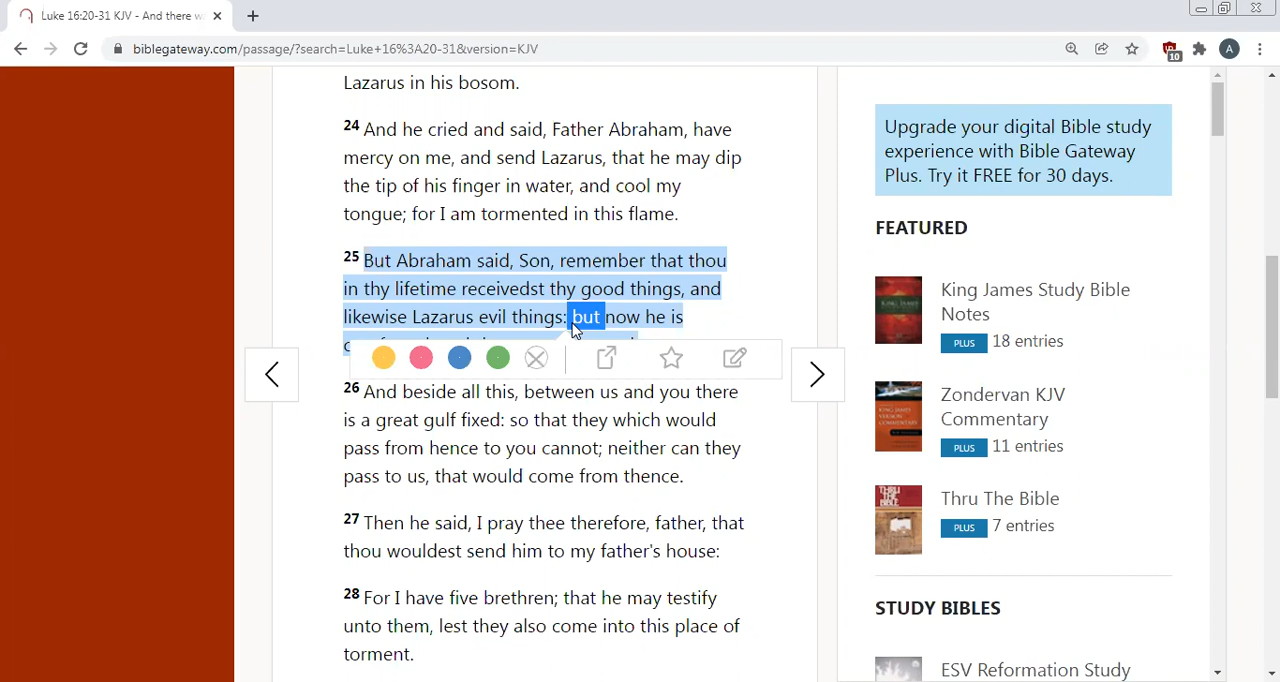 Luke 16:20-31 KJV - And there w
biblegateway.com/passage/?search=Luke+16%3A20-31&version=KJV
10
A
Lazarus in his bosom.
24 And he cried and said, Father Abraham, have
mercy on me, and send Lazarus, that he may dip
the tip of his finger in water, and cool my
tongue; for I am tormented in this flame.
25 But Abraham said, Son, remember that thou
in thy lifetime receivedst thy good things, and
likewise Lazarus evil things: but now he is
26 And beside all this, between us and you there
is a great gulf fixed: so that they which would
pass from hence to you cannot; neither can they
pass to us, that would come from thence.
27 Then he said, I pray thee therefore, father, that
thou wouldest send him to my father's house:
28 For I have five brethren; that he may testify
unto them, lest they also come into this place of
torment.
Upgrade your digital Bible study
experience with Bible Gateway
Plus. Try it FREE for 30 days.
FEATURED
King James Study Bible
Notes
PLUS 18 entries
Zondervan KJV
Commentary
PLUS 11 entries
Thru The Bible
PLUS 7 entries
STUDY BIBLES
ESV Reformation Study